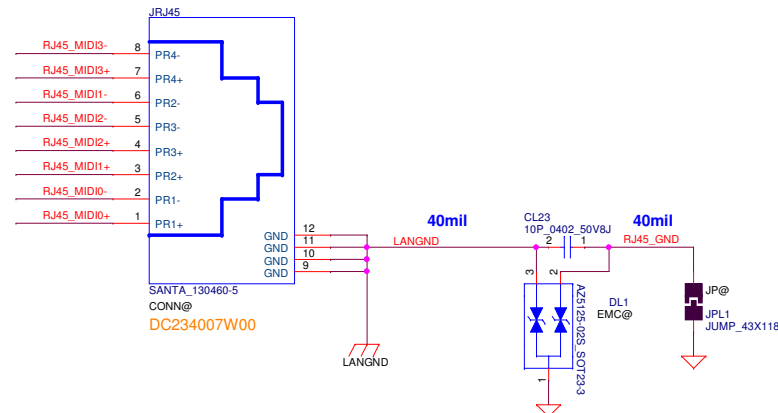 JRJ45
RJ45_MIDI3- 8 PR4-
RJ45_MIDI3+ 7 PR4+
RJ45_MIDI1- 6 PR2-
RJ45_MIDI2- 5 PR3-
RJ45_MIDI2+ 4 PR3+
RJ45_MIDI1+ 3 PR2+
RJ45_MIDI0- 2 PR1-
RJ45_MIDI0+ 1 PR1+
GND 12
GND 11
GND 10
GND 9
SANTA_130460-5
CONN@
DC234007W00
LANGND
40mil
LANGND
CL23
10P_0402_50V8J
2 1
40mil
RJ45_GND
3 2
1
AZ5125-02S_SOT23-3
DL1
EMC@
JP@
JPL1
JUMP_43X118